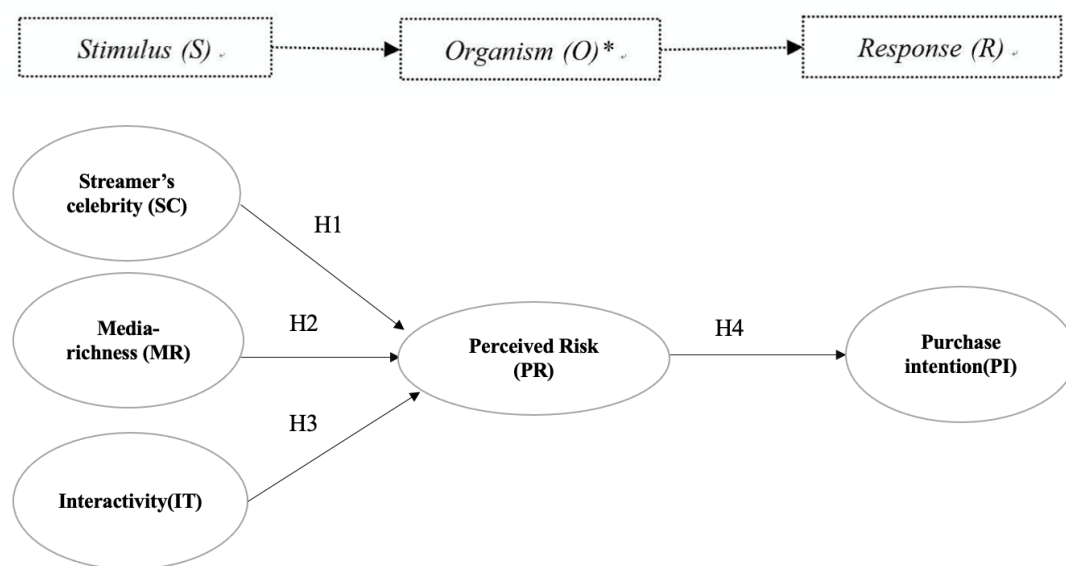 Stimulus (S)
Organism (O)*
Response (R)
Streamer’s
celebrity (SC)
H1
Media-
richness (MR)
H2
Perceived Risk
(PR)
H4
Purchase
intention(PI)
H3
Interactivity(IT)